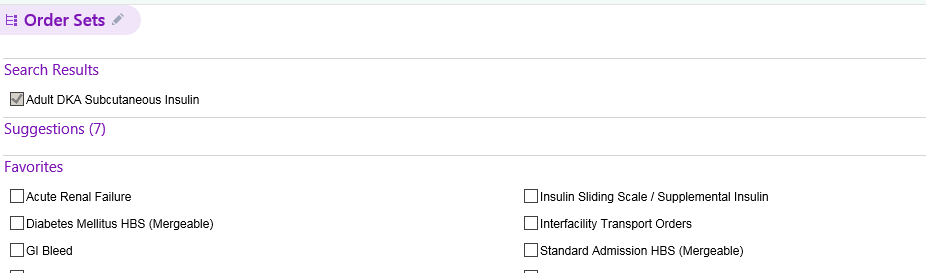 Order Sets
Search Results
Adult DKA Subcutaneous Insulin
Suggestions (7)
Favorites
Acute Renal Failure
Insulin Sliding Scale / Supplemental Insulin
Diabetes Mellitus HBS (Mergeable)
Interfacility Transport Orders
GI Bleed
Standard Admission HBS (Mergeable)